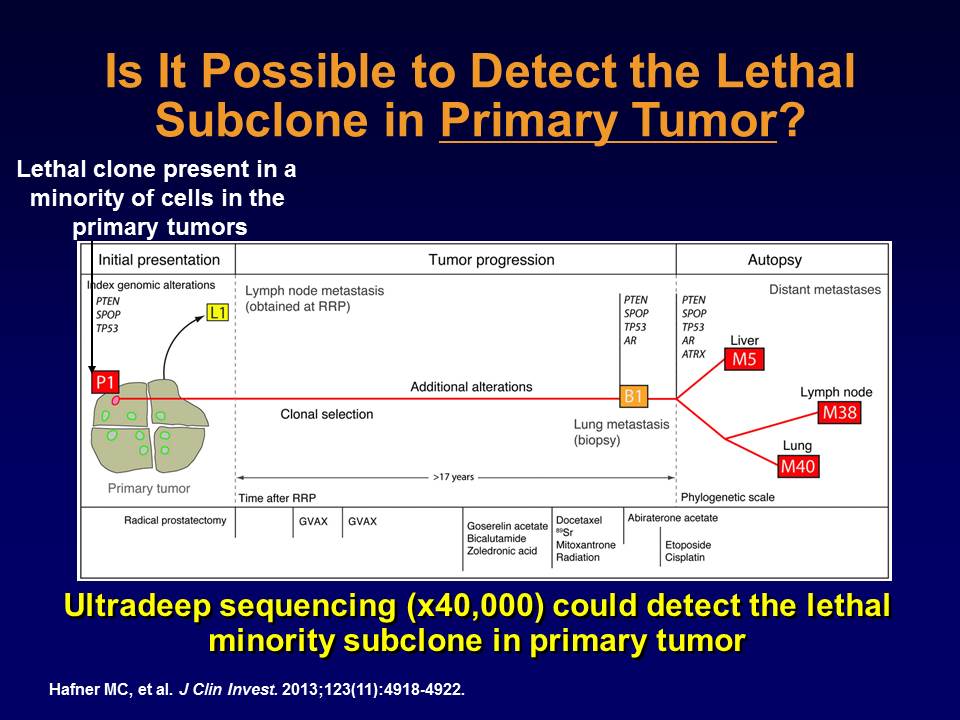 Is It Possible to Detect the Lethal
Subclone in Primary Tumor?
Lethal clone present in a
minority of cells in the
primary tumors
Initial presentation
Tumor progression
Autopsy
Index genomic alterations
PTEN
SPOP
TP53
L1
Lymph node metastasis
(obtained at RRP)
PTEN
SPOP
TP53
AR
PTEN
SPOP
TP53
AR
ATRX
Distant metastases
Liver
M5
P1
Additional alterations
Clonal selection
B1
Lung metastasis
(biopsy)
Lymph node
M38
Lung
M40
Primary tumor
>17 years
Time after RRP
Phylogenetic scale
Radical prostatectomy
GVAX
GVAX
Goserelin acetate
Bicalutamide
Zoledronic acid
Docetaxel
⁸⁹Sr
Mitoxantrone
Radiation
Abiraterone acetate
Etoposide
Cisplatin
Ultradeep sequencing (x40,000) could detect the lethal
minority subclone in primary tumor
Hafner MC, et al. J Clin Invest. 2013;123(11):4918-4922.